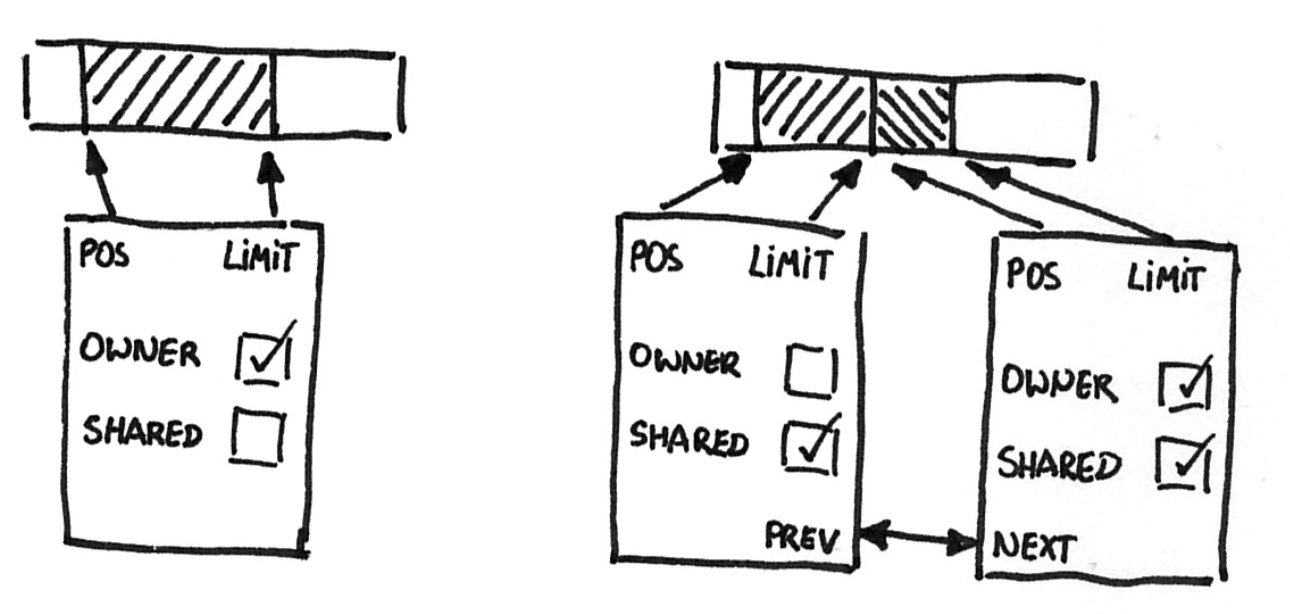 POS LIMIT
OWNER
SHARED
POS LIMIT
OWNER
SHARED
PREV
POS LIMIT
OWNER
SHARED
NEXT